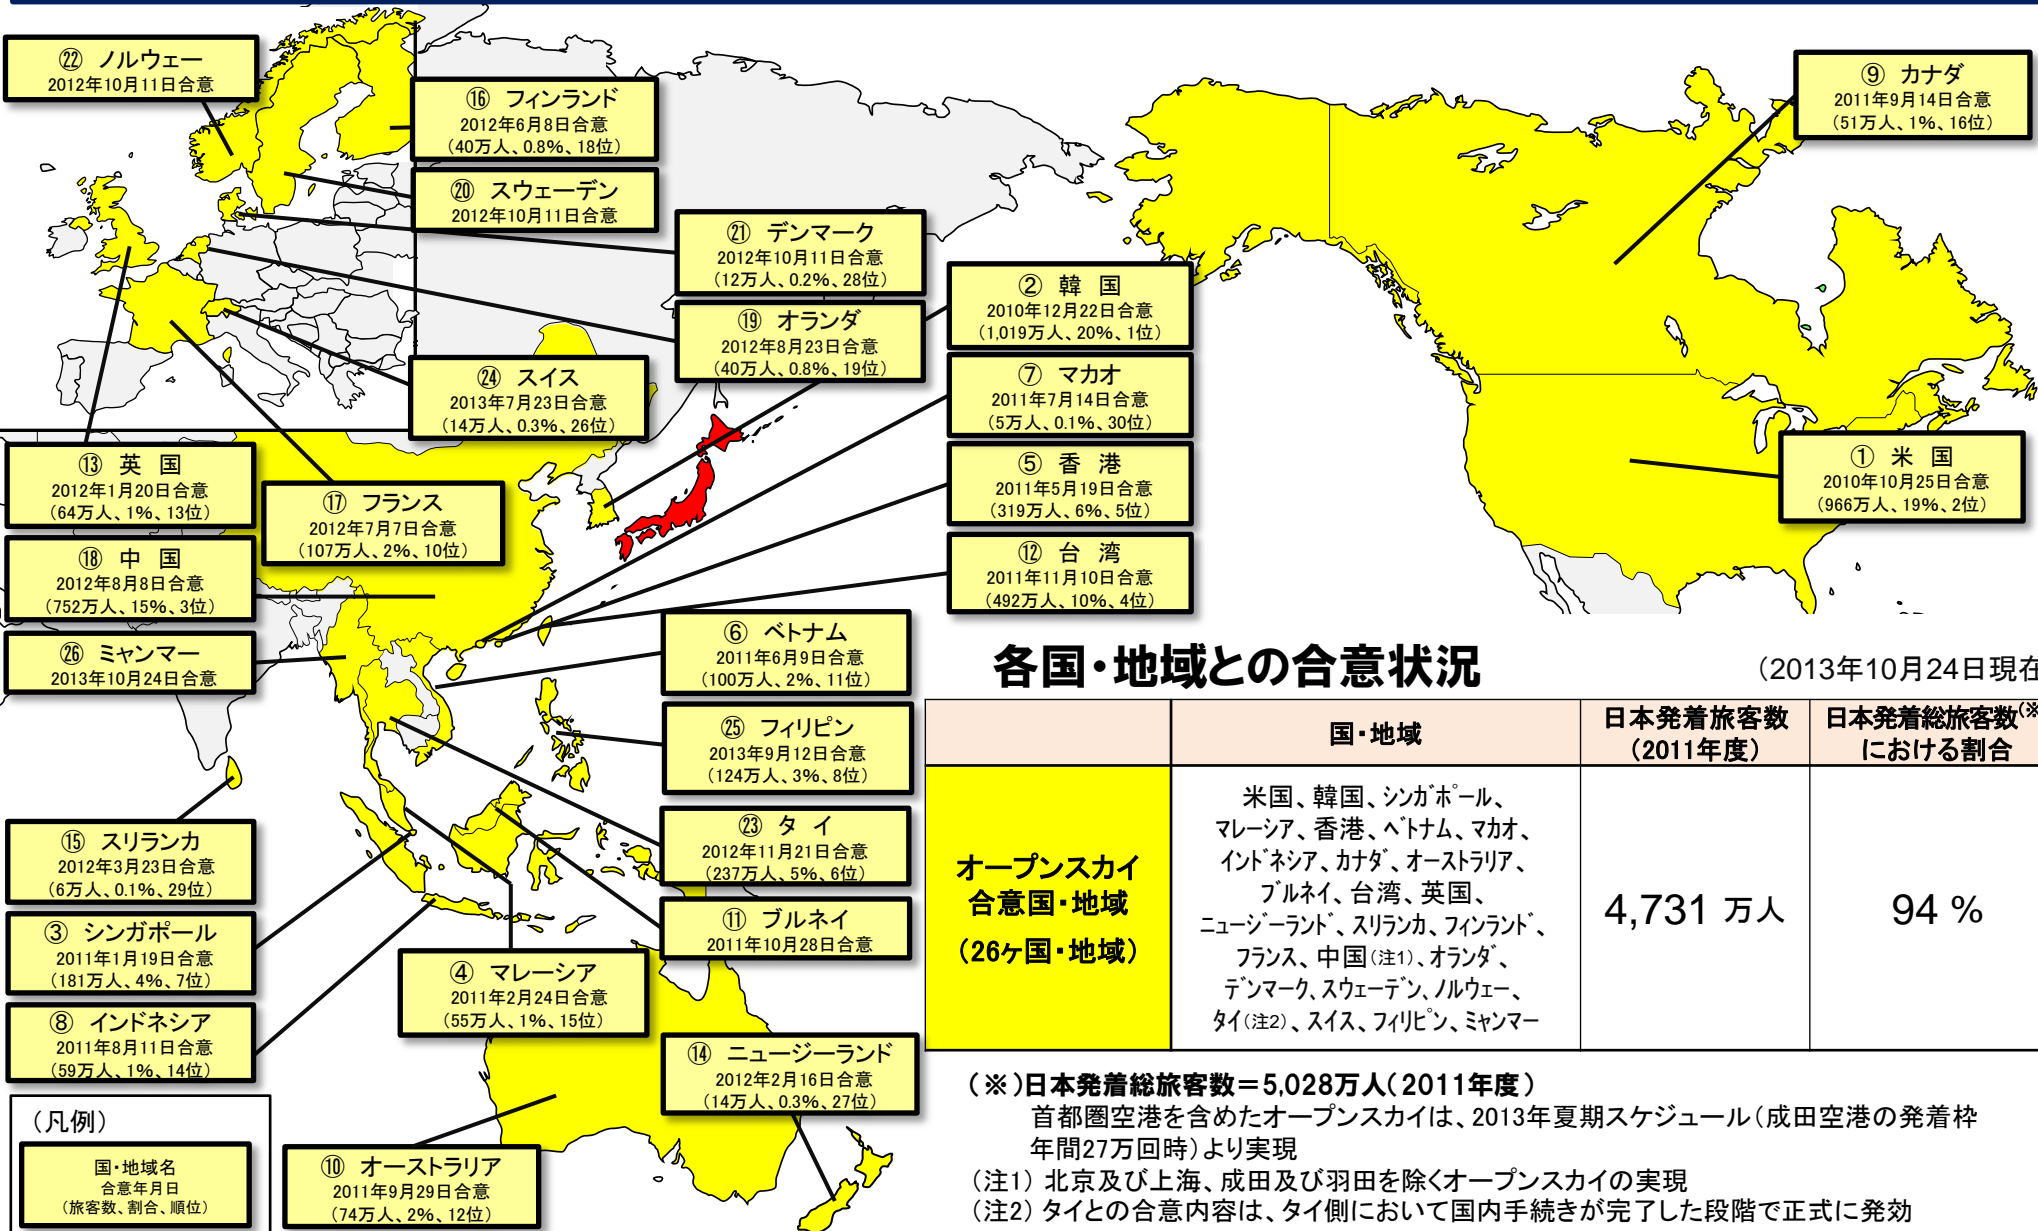 ㉒ ノルウェー
2012年10月11日合意
⑯ フィンランド
2012年6月8日合意
(40万人、0.8%、18位)
⑳ スウェーデン
2012年10月11日合意
㉑ デンマーク
2012年10月11日合意
(12万人、0.2%、28位)
⑲ オランダ
2012年8月23日合意
(40万人、0.8%、19位)
㉔ スイス
2013年7月23日合意
(14万人、0.3%、26位)
② 韓 国
2010年12月22日合意
(1,019万人、20%、1位)
⑦ マカオ
2011年7月14日合意
(5万人、0.1%、30位)
⑤ 香 港
2011年5月19日合意
(319万人、6%、5位)
⑫ 台 湾
2011年11月10日合意
(492万人、10%、4位)
⑨ カナダ
2011年9月14日合意
(51万人、1%、16位)
① 米 国
2010年10月25日合意
(966万人、19%、2位)
⑬ 英 国
2012年1月20日合意
(64万人、1%、13位)
⑰ フランス
2012年7月7日合意
(107万人、2%、10位)
⑱ 中 国
2012年8月8日合意
(752万人、15%、3位)
㉖ ミャンマー
2013年10月24日合意
⑥ ベトナム
2011年6月9日合意
(100万人、2%、11位)
㉕ フィリピン
2013年9月12日合意
(124万人、3%、8位)
㉓ タ イ
2012年11月21日合意
(237万人、5%、6位)
⑪ ブルネイ
2011年10月28日合意
⑮ スリランカ
2012年3月23日合意
(6万人、0.1%、29位)
③ シンガポール
2011年1月19日合意
(181万人、4%、7位)
⑧ インドネシア
2011年8月11日合意
(59万人、1%、14位)
④ マレーシア
2011年2月24日合意
(55万人、1%、15位)
⑭ ニュージーランド
2012年2月16日合意
(14万人、0.3%、27位)
⑩ オーストラリア
2011年9月29日合意
(74万人、2%、12位)
(凡例)
国・地域名
合意年月日
(旅客数、割合、順位)
各国・地域との合意状況
(2013年10月24日現在
国・地域
日本発着旅客数
(2011年度)
日本発着総旅客数(※
における割合
オープンスカイ
合意国・地域
(26ヶ国・地域)
米国、韓国、シンガポール、
マレーシア、香港、ベトナム、マカオ、
インドネシア、カナダ、オーストラリア、
ブルネイ、台湾、英国、
ニュージーランド、スリランカ、フィンランド、
フランス、中国(注1)、オランダ、
デンマーク、スウェーデン、ノルウェー、
タイ(注2)、スイス、フィリピン、ミャンマー
4,731 万人
94 %
(※)日本発着総旅客数=5,028万人(2011年度)
首都圏空港を含めたオープンスカイは、2013年夏期スケジュール(成田空港の発着枠
年間27万回時)より実現
(注1) 北京及び上海、成田及び羽田を除くオープンスカイの実現
(注2) タイとの合意内容は、タイ側において国内手続きが完了した段階で正式に発効